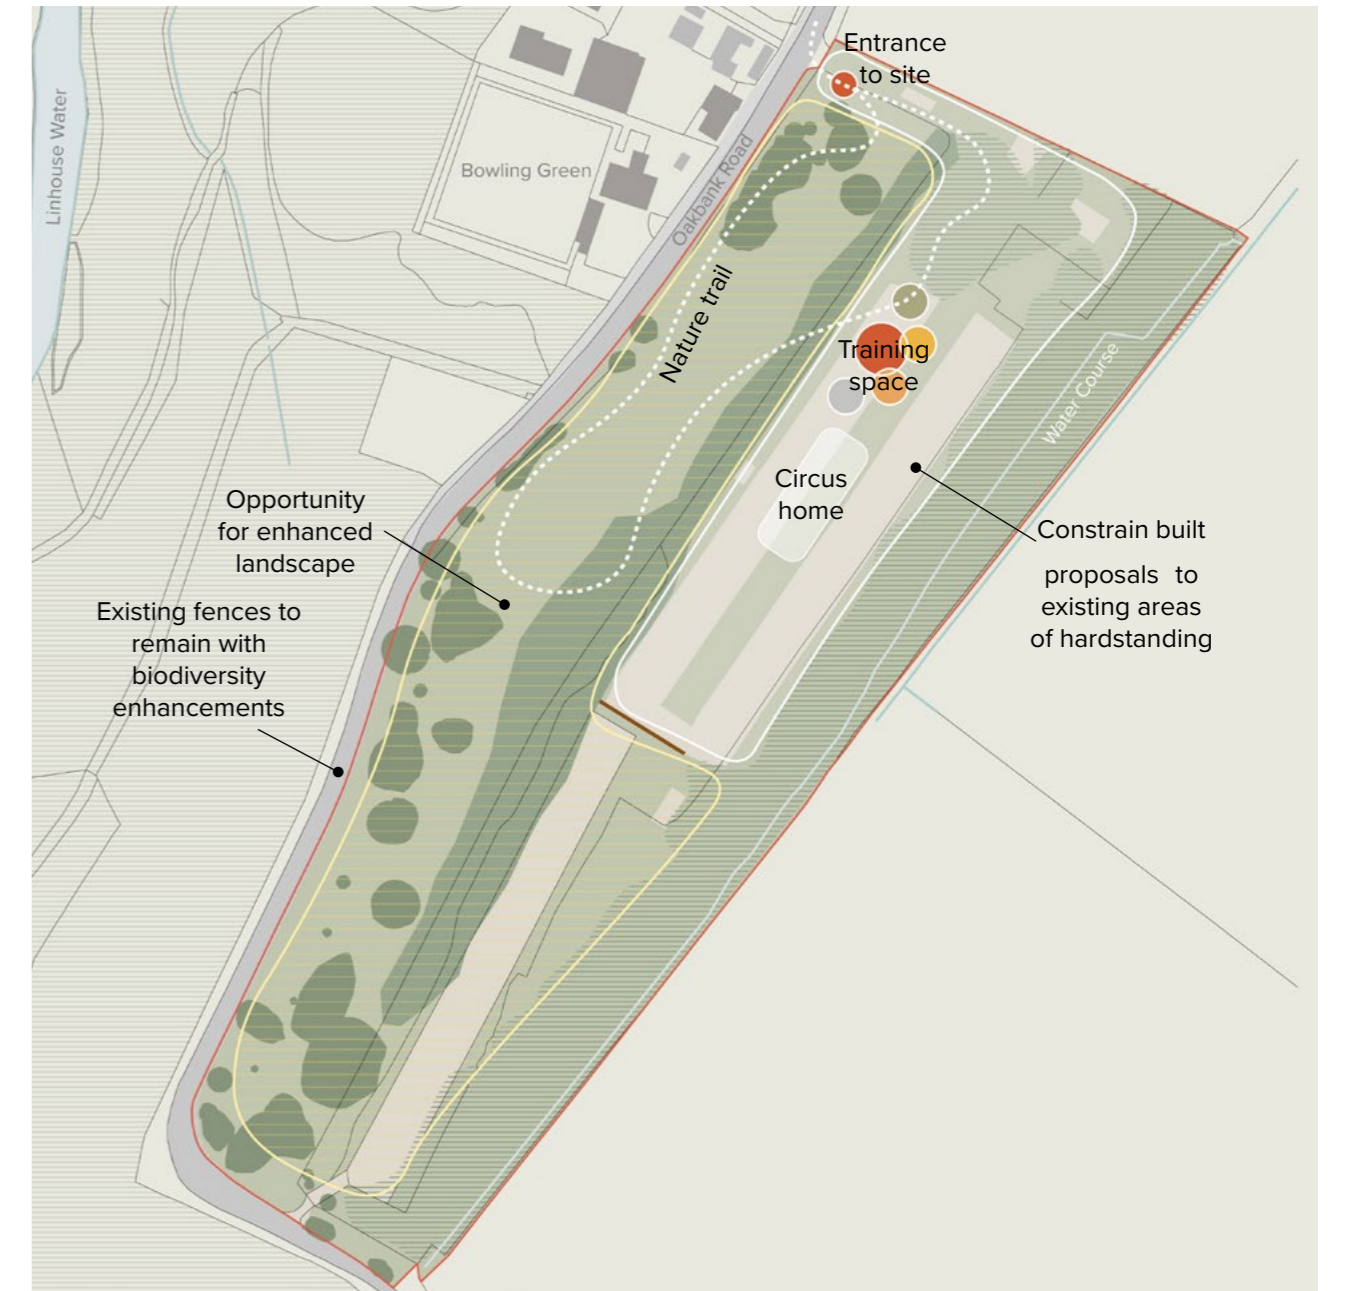 Entrance
to site
Linhouse Water
Bowling Green
Oakbank Road
Nature trail
Training
space
Water Course
Circus
home
Opportunity
for enhanced
landscape
Constrain built
proposals to
existing areas
of hardstanding
Existing fences to
remain with
biodiversity
enhancements